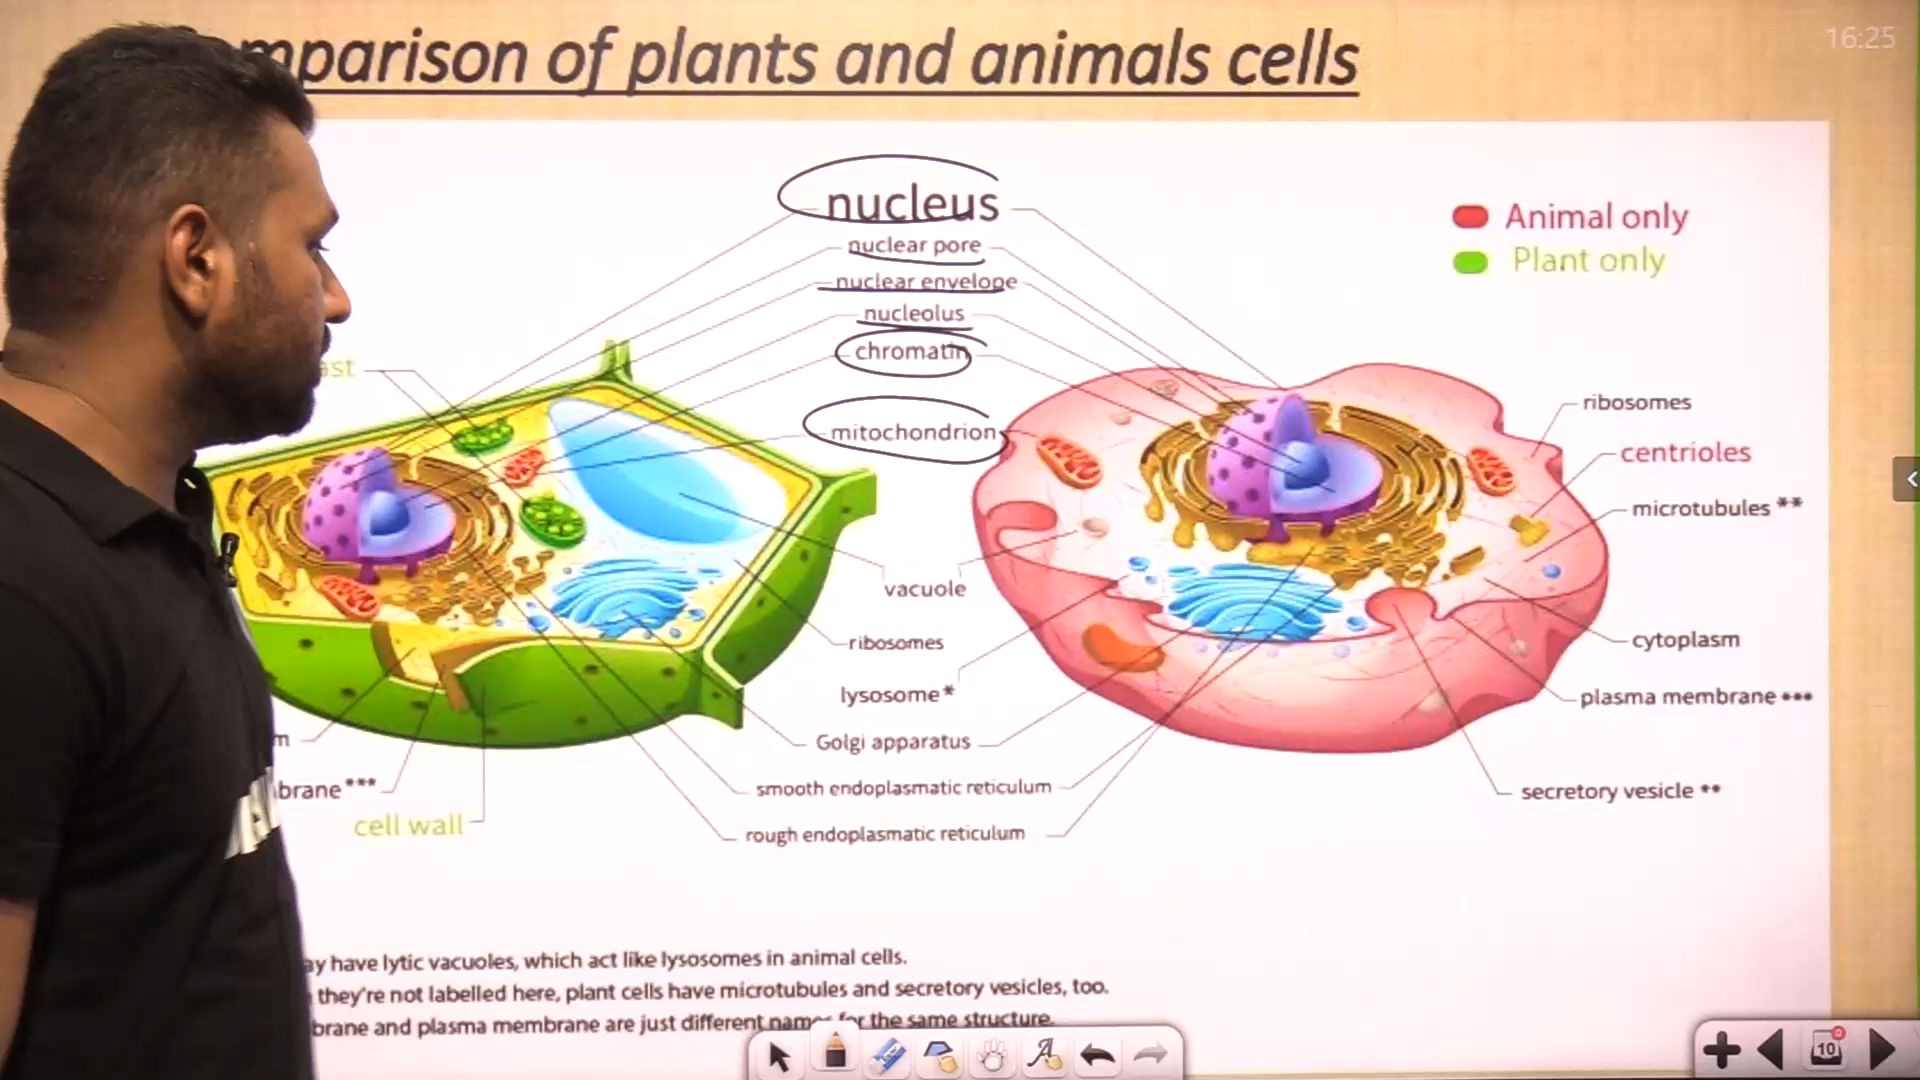 mparison of plants and animals cells
16:25
nucleus
nuclear pore
nuclear envelope
nucleolus
chromatin
mitochondrion
Animal only
Plant only
ast
ribosomes
centrioles
microtubules **
vacuole
ribosomes
cytoplasm
lysosome*
plasma membrane ***
m
Golgi apparatus
brane ***
smooth endoplasmatic reticulum
secretory vesicle **
cell wall
rough endoplasmatic reticulum
ay have lytic vacuoles, which act like lysosomes in animal cells.
they're not labelled here, plant cells have microtubules and secretory vesicles, too.
brane and plasma membrane are just different names for the same structure.
10